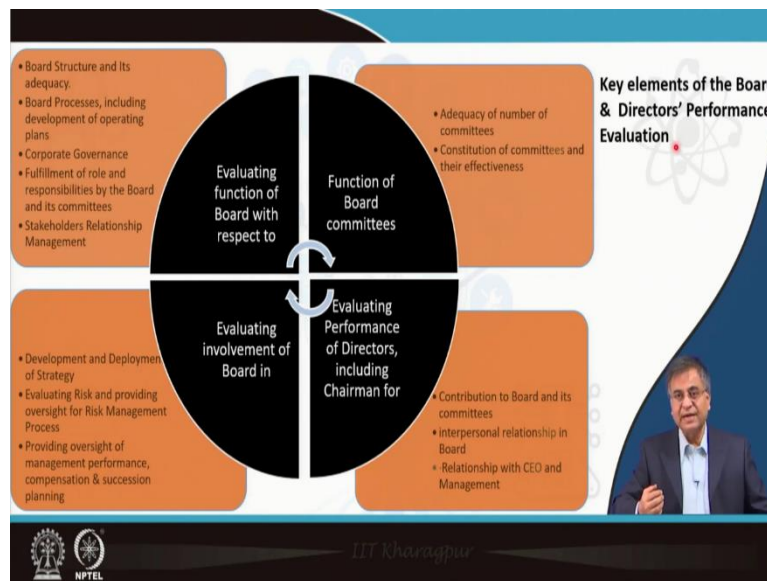 • Board Structure and Its
adequacy.
• Board Processes, including
development of operating
plans
• Corporate Governance
• Fulfillment of role and
responsibilities by the Board
and its committees
• Stakeholders Relationship
Management
Evaluating
function of
Board with
respect to
Function of
Board
committees
• Adequacy of number of
committees
• Constitution of committees and
their effectiveness
Key elements of the Boar
& Directors' Performance
Evaluation
• Development and Deploymen
of Strategy
• Evaluating Risk and providing
oversight for Risk Management
Process
• Providing oversight of
management performance,
compensation & succession
planning
Evaluating
involvement of
Board in
Evaluating
Performance
of Directors,
including
Chairman for
• Contribution to Board and its
committees
• interpersonal relationship in
Board
• Relationship with CEO and
Management
NPTEL
IIT Kharagpur